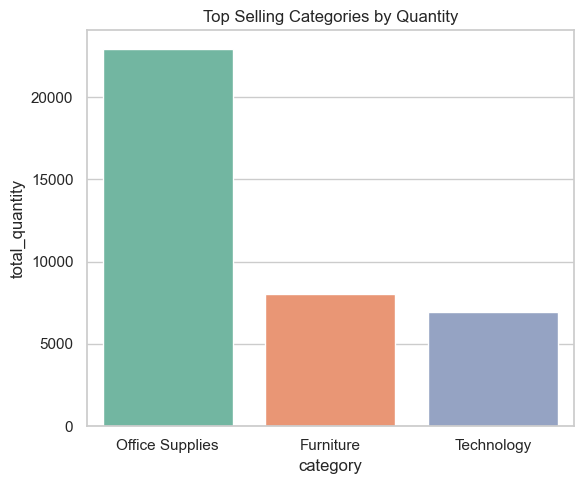 Top Selling Categories by Quantity
total_quantity
20000
15000
10000
5000
0
Office Supplies
Furniture
Technology
category